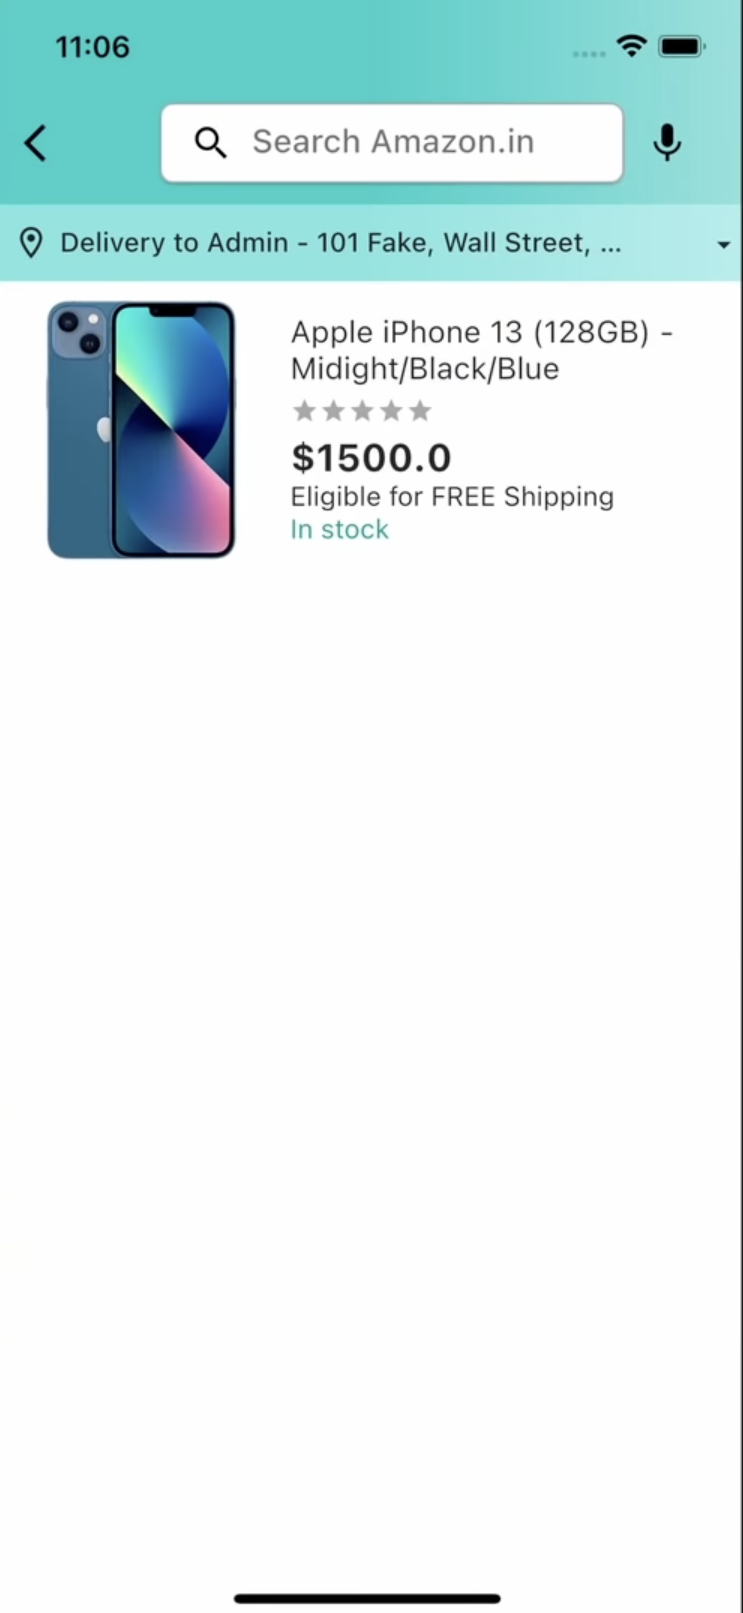 11:06
Search Amazon.in
Delivery to Admin - 101 Fake, Wall Street, ...
Apple iPhone 13 (128GB) -
Midight/Black/Blue
$1500.0
Eligible for FREE Shipping
In stock